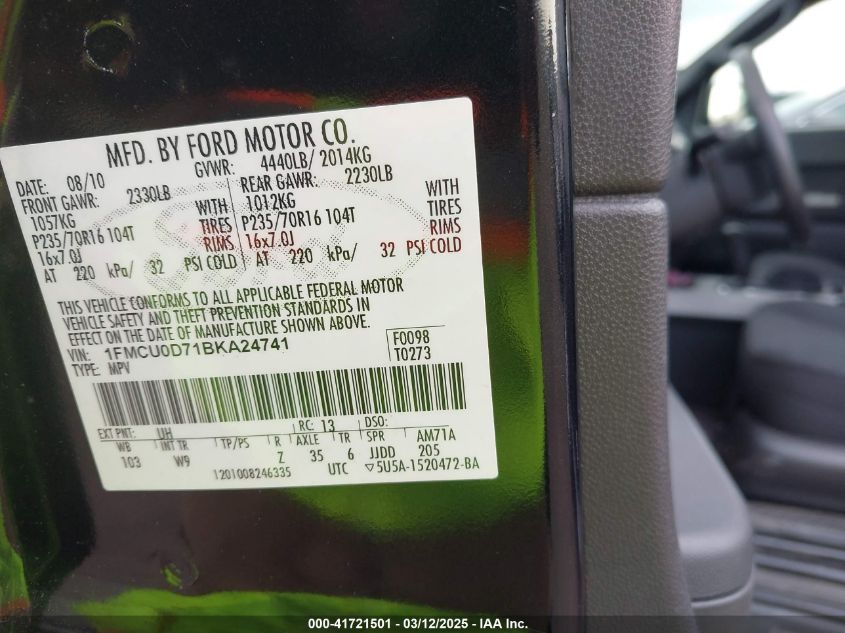 MFD. BY FORD MOTOR CO.
DATE: 08/10 GVWR: 4440LB/ 2014KG
FRONT GAWR: 2330LB REAR GAWR: 2230LB
1057KG WITH 1012KG WITH
P235/70R16 104T TIRES P235/70R16 104T TIRES
16x7.0J RIMS 16x7.0J RIMS
AT 220 kPa/ 32 PSI COLD AT 220 kPa/ 32 PSI COLD
THIS VEHICLE CONFORMS TO ALL APPLICABLE FEDERAL MOTOR
VEHICLE SAFETY AND THEFT PREVENTION STANDARDS IN
EFFECT ON THE DATE OF MANUFACTURE SHOWN ABOVE.
VIN: 1FMCU0D71BKA24741 F0098
TYPE: MPV T0273
EXT PNT: UH RC: 13 DSO:
WB INT TR TP/PS R AXLE TR SPR AM71A
103 W9 Z 35 6 JJDD 205
1201008246335 UTC ▽5U5A-1520472-BA
000-41721501 - 03/12/2025 - IAA Inc.